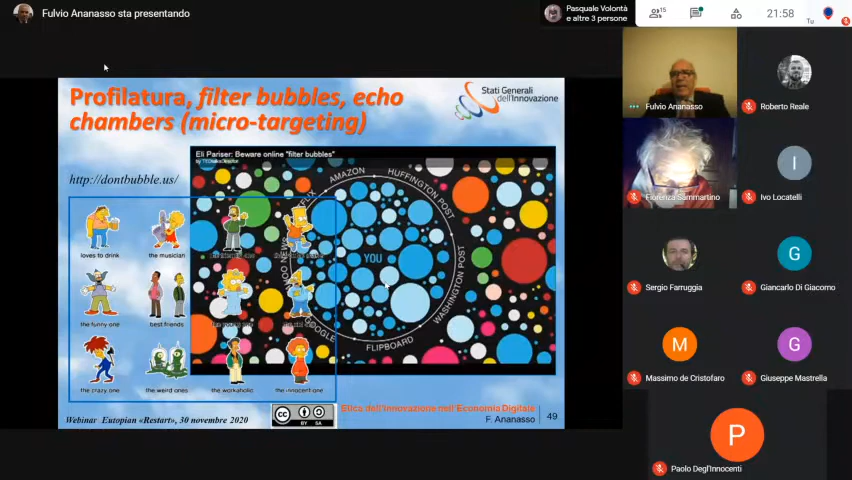 Fulvio Ananasso sta presentando
Pasquale Volontà
e altre 3 persone
15
21:58
Tu
Profilatura, filter bubbles, echo
chambers (micro-targeting)
Stati Generali
dell'Innovazione
http://dontbubble.us/
Eli Pariser: Beware online "filter bubbles"
loves to drink
the musician
the funny one
best friends
the crazy one
the weird ones
the workaholic
the innocent one
AMAZON
HUFFINGTON POST
WASHINGTON POST
FLIPBOARD
GOOGLE
YOU
cc
BY SA
Etica dell'Innovazione nell'Economia Digitale
Webinar Eutopian «Restart», 30 novembre 2020
F. Ananasso
49
Fulvio Ananasso
Roberto Reale
Fiorenza Sammartino
I
Ivo Locatelli
Sergio Farruggia
G
Giancarlo Di Giacomo
M
Massimo de Cristofaro
G
Giuseppe Mastrella
P
Paolo Degl'Innocenti